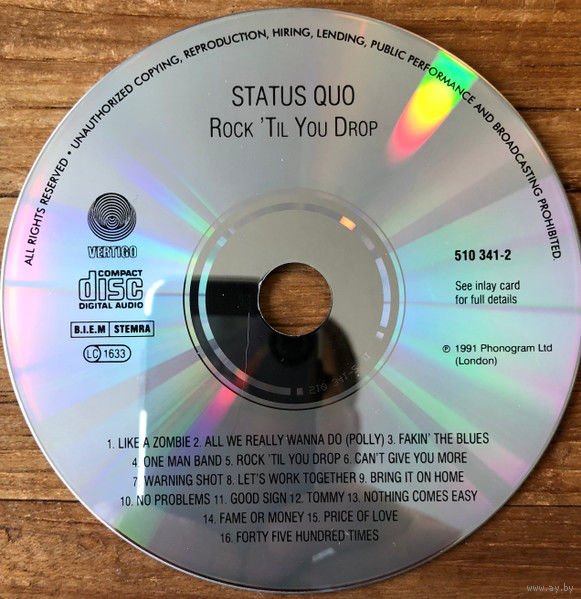 ALL RIGHTS RESERVED • UNAUTHORIZED COPYING, REPRODUCTION, HIRING, LENDING, PUBLIC PERFORMANCE AND BROADCASTING PROHIBITED.
STATUS QUO
ROCK 'TIL YOU DROP
VERTIGO
COMPACT
disc
DIGITAL AUDIO
B.I.E.M STEMRA
LC 1633
510 341-2
See inlay card
for full details
℗ 1991 Phonogram Ltd
(London)
1. LIKE A ZOMBIE 2. ALL WE REALLY WANNA DO (POLLY) 3. FAKIN' THE BLUES
4. ONE MAN BAND 5. ROCK 'TIL YOU DROP 6. CAN'T GIVE YOU MORE
7. WARNING SHOT 8. LET'S WORK TOGETHER 9. BRING IT ON HOME
10. NO PROBLEMS 11. GOOD SIGN 12. TOMMY 13. NOTHING COMES EASY
14. FAME OR MONEY 15. PRICE OF LOVE
16. FORTY FIVE HUNDRED TIMES
www.ay.by